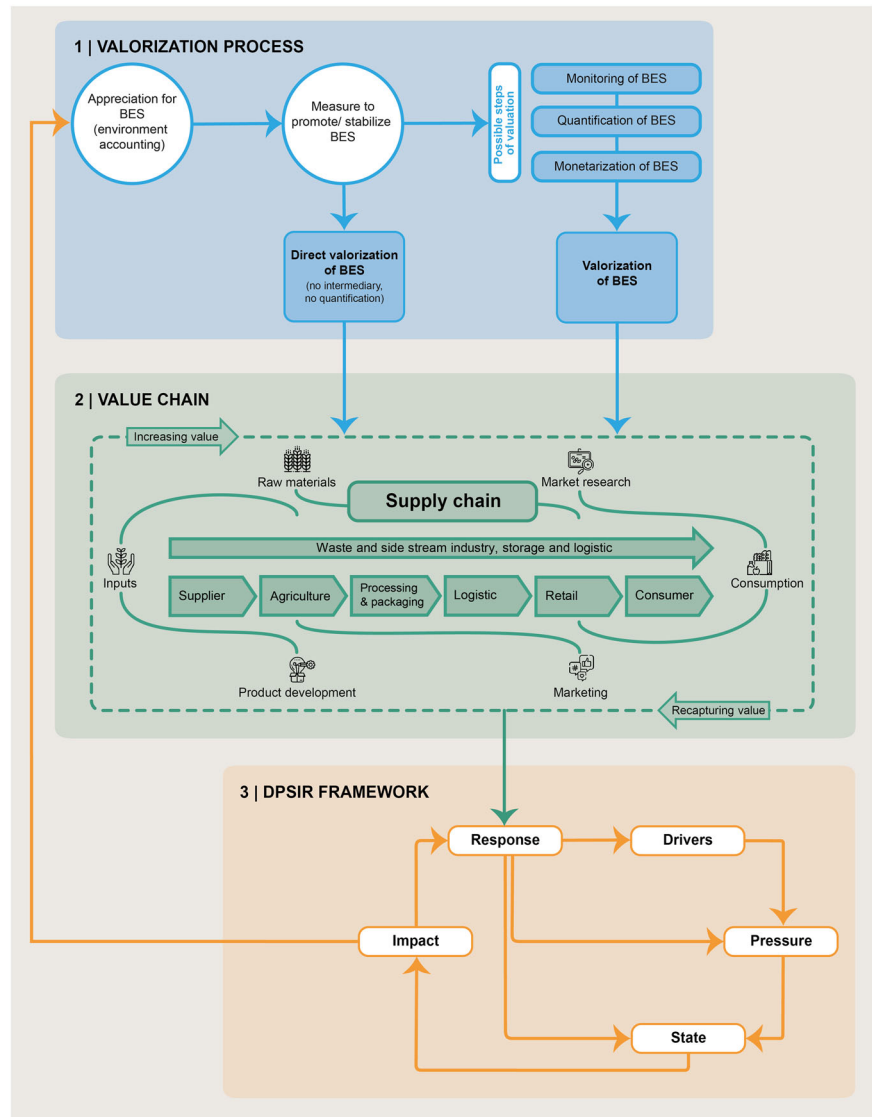 1 | VALORIZATION PROCESS
Appreciation for
BES
(environment
accounting)
Measure to
promote/ stabilize
BES
Possible steps
of valuation
Monitoring of BES
Quantification of BES
Monetarization of BES
Direct valorization
of BES
(no intermediary,
no quantification)
Valorization
of BES
2 | VALUE CHAIN
Increasing value
Raw materials
Market research
Supply chain
Waste and side stream industry, storage and logistic
Inputs
Consumption
Supplier
Agriculture
Processing
& packaging
Logistic
Retail
Consumer
Product development
Marketing
Recapturing value
3 | DPSIR FRAMEWORK
Response
Drivers
Impact
Pressure
State